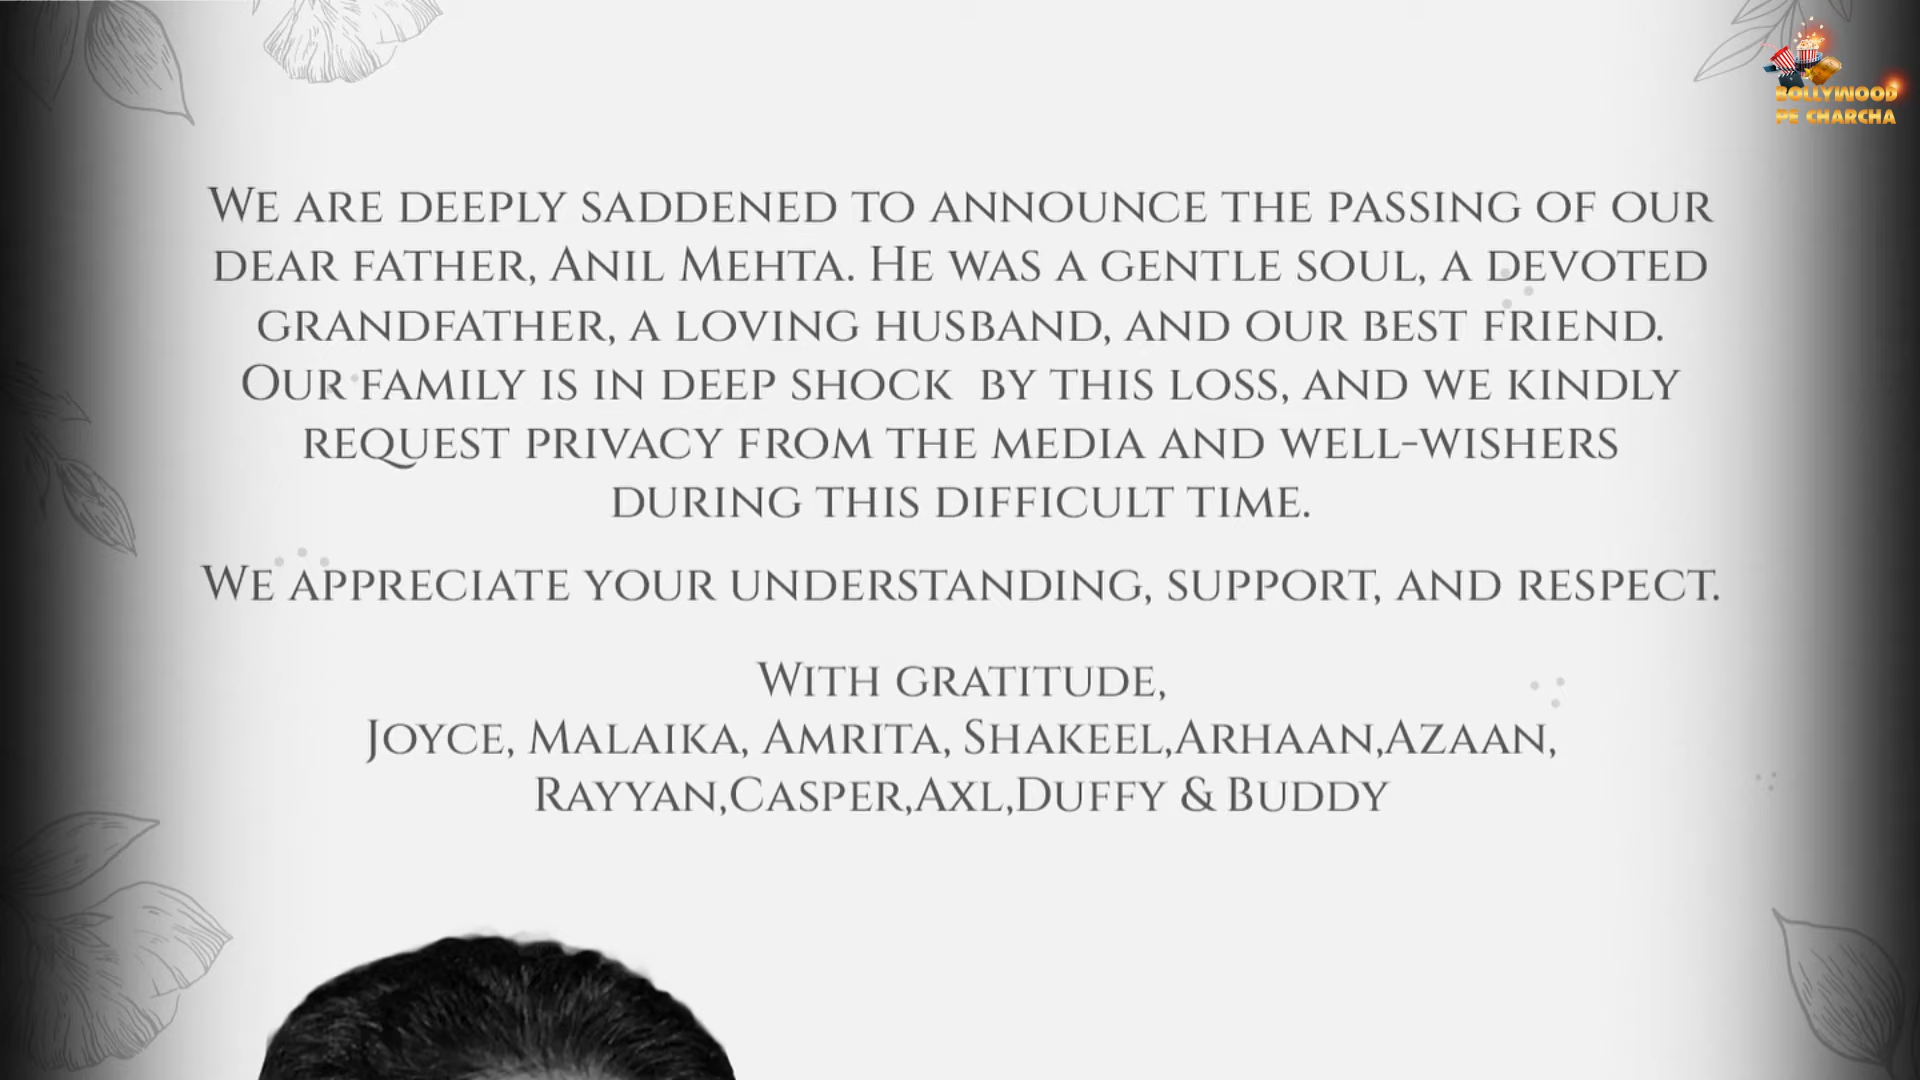 BOLLYWOOD
PE CHARCHA
We are deeply saddened to announce the passing of our
dear father, Anil Mehta. He was a gentle soul, a devoted
grandfather, a loving husband, and our best friend.
Our family is in deep shock  by this loss, and we kindly
request privacy from the media and well-wishers
during this difficult time.
We appreciate your understanding, support, and respect.
With gratitude,
Joyce, Malaika, Amrita, Shakeel,Arhaan,Azaan,
Rayyan,Casper,Axl,Duffy & Buddy